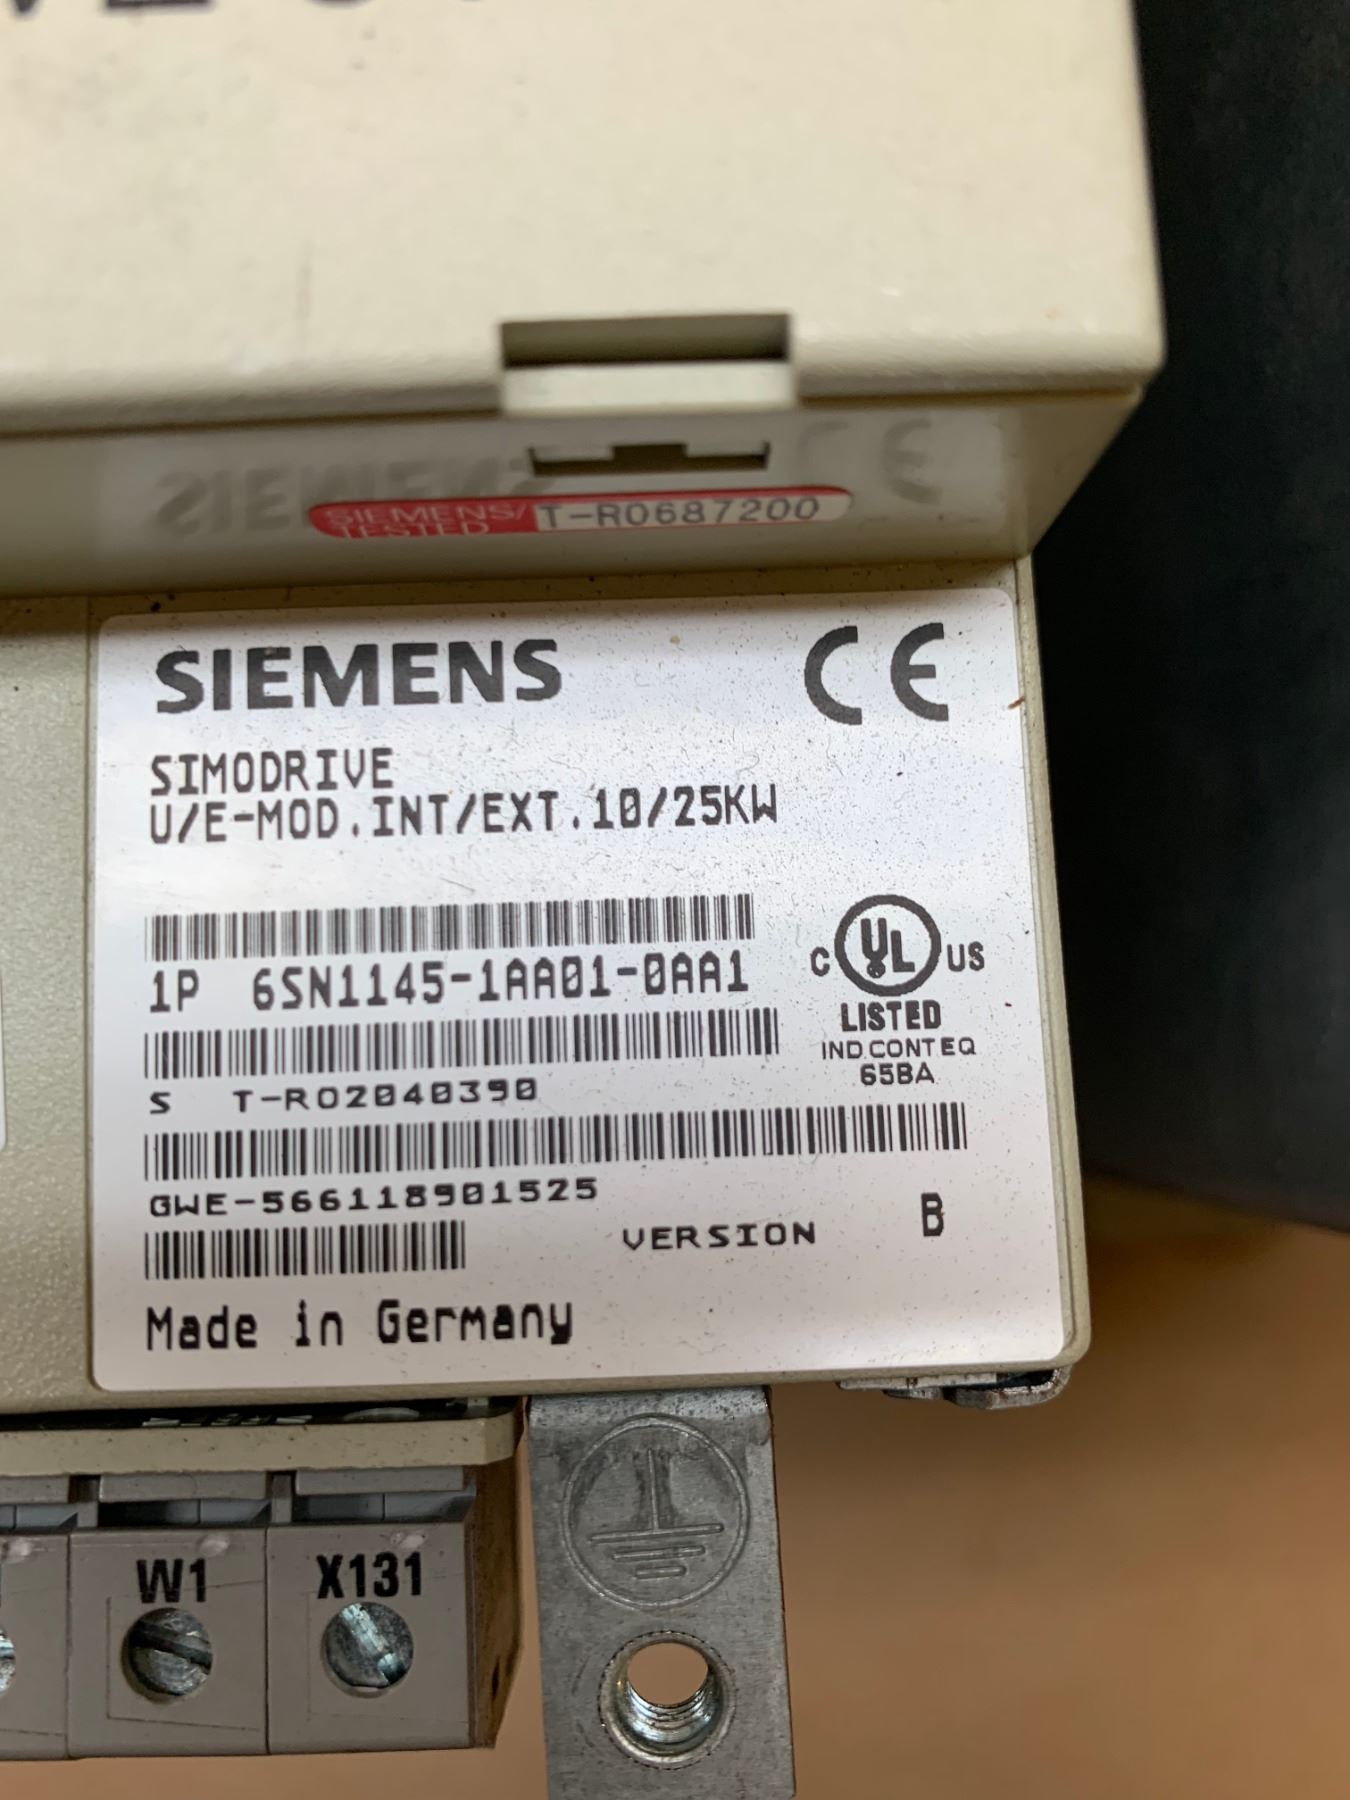 SIEMENS/ T-R0687200
TESTED
SIEMENS CE
SIMODRIVE
U/E-MOD.INT/EXT.10/25KW
1P 6SN1145-1AA01-0AA1
C UL US
LISTED
IND.CONT.EQ
65BA
S T-R02040390
GWE-566118901525
VERSION B
Made in Germany
W1 X131